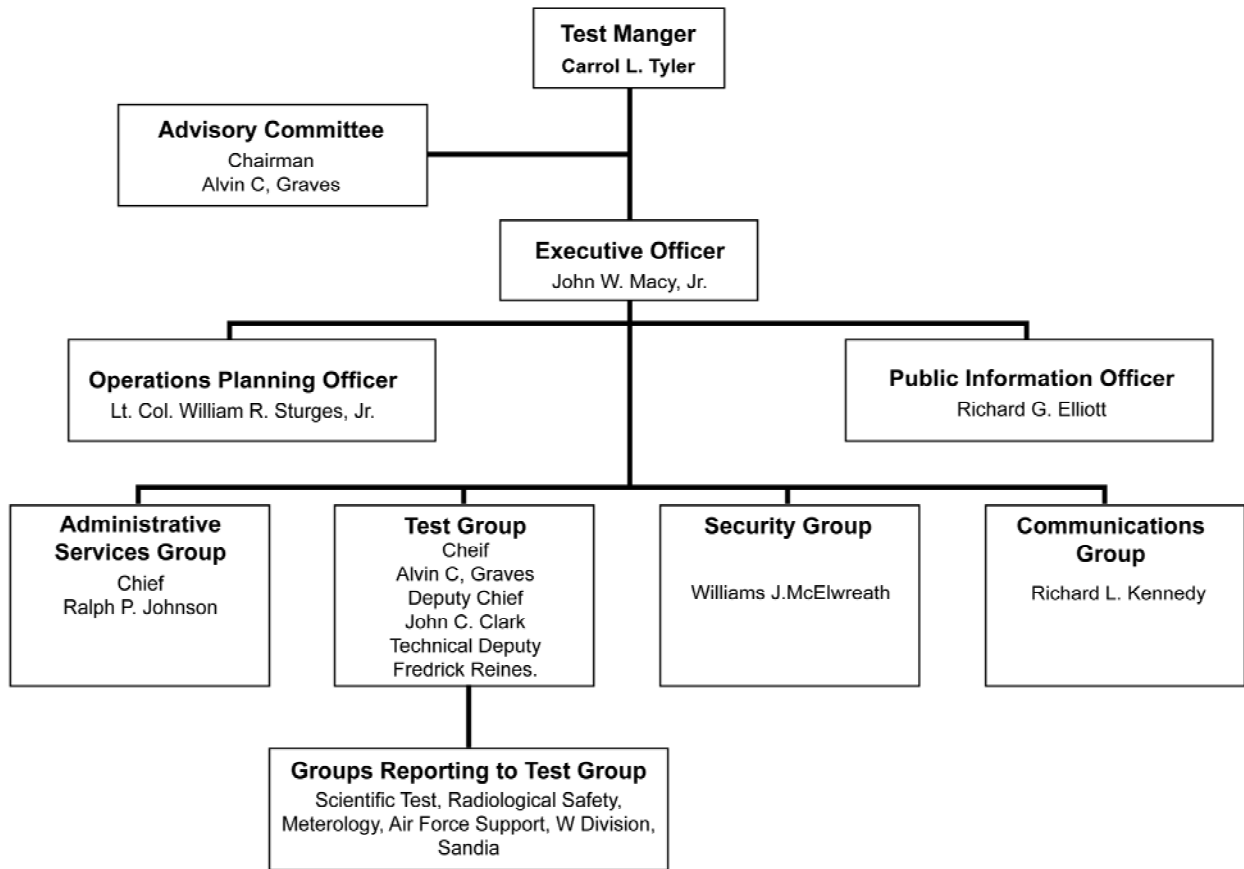 Test Manger
Carrol L. Tyler
Advisory Committee
Chairman
Alvin C, Graves
Executive Officer
John W. Macy, Jr.
Operations Planning Officer
Lt. Col. William R. Sturges, Jr.
Public Information Officer
Richard G. Elliott
Administrative
Services Group
Chief
Ralph P. Johnson
Test Group
Cheif
Alvin C, Graves
Deputy Chief
John C. Clark
Technical Deputy
Fredrick Reines.
Security Group
Williams J.McElwreath
Communications
Group
Richard L. Kennedy
Groups Reporting to Test Group
Scientific Test, Radiological Safety,
Meterology, Air Force Support, W Division,
Sandia